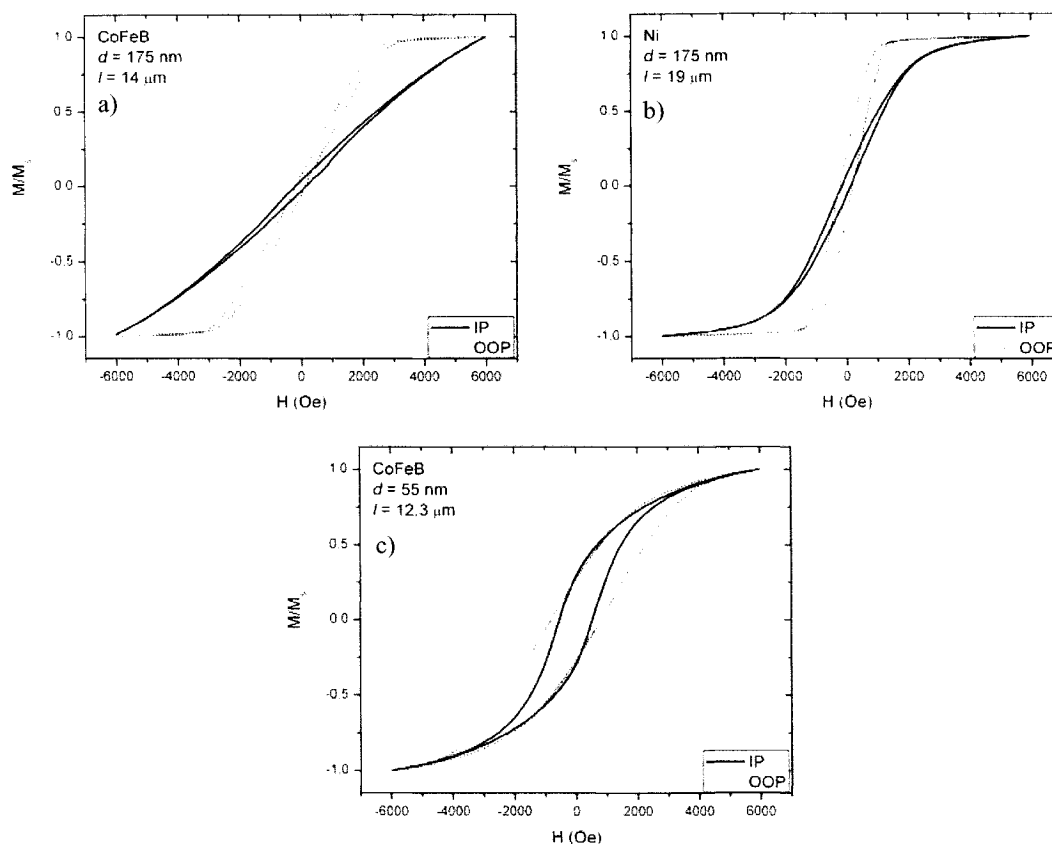 CoFeB
d = 175 nm
l = 14 μm
a)
M/Ms
1.0
0.5
0.0
-0.5
-1.0
-6000 -4000 -2000 0 2000 4000 6000
H (Oe)
IP
OOP
Ni
d = 175 nm
l = 19 μm
b)
M/Ms
1.0
0.5
0.0
-0.5
-1.0
-6000 -4000 -2000 0 2000 4000 6000
H (Oe)
IP
OOP
CoFeB
d = 55 nm
l = 12.3 μm
c)
M/Ms
1.0
0.5
0.0
-0.5
-1.0
-6000 -4000 -2000 0 2000 4000 6000
H (Oe)
IP
OOP